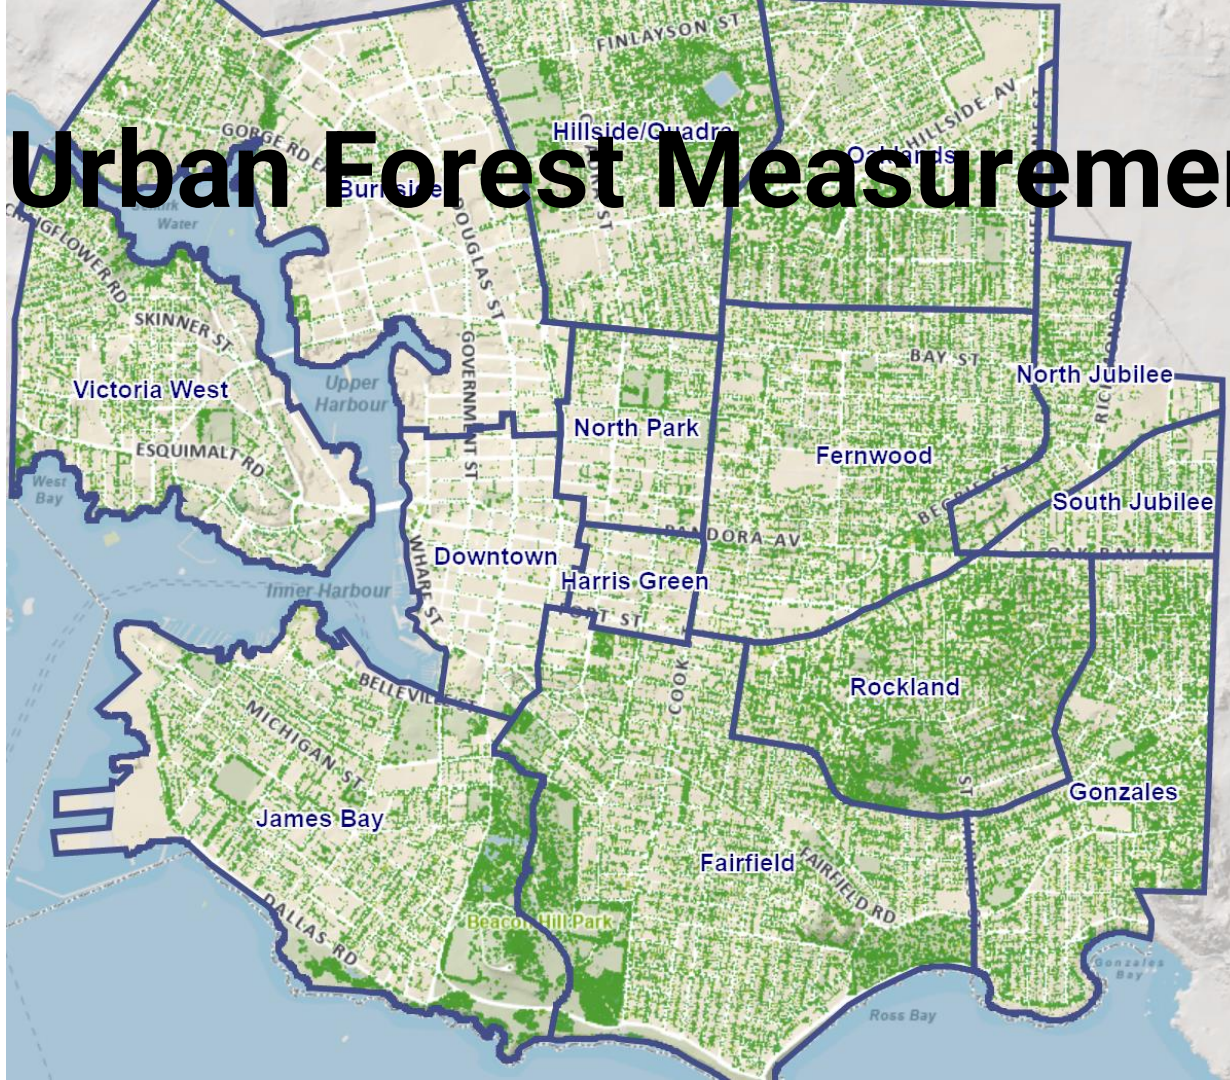 FINLAYSON ST
HILLSIDE AV
Hillside/Quadra
GORGE RD E
Oaklands
Urban Forest Measureme
Burnside
Selkirk
Water
CRAIGFLOWER RD
DOUGLAS ST
SKINNER ST
GOVERNMENT ST
BAY ST
North Jubilee
Victoria West
Upper
Harbour
North Park
Fernwood
ESQUIMALT RD
West
Bay
South Jubilee
PANDORA AV
OAK BAY AV
Downtown
WHARF ST
Harris Green
Inner Harbour
FORT ST
COOK
ST
Rockland
BELLEVILLE ST
MICHIGAN ST
Gonzales
James Bay
Fairfield
FAIRFIELD RD
Beacon Hill Park
DALLAS RD
Gonzales
Bay
Ross Bay